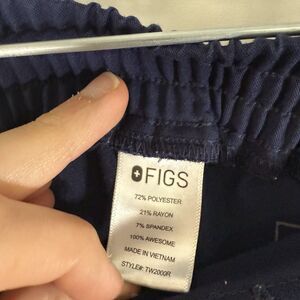 FIGS
72% POLYESTER
21% RAYON
7% SPANDEX
100% AWESOME
MADE IN VIETNAM
STYLE#: TW2000R